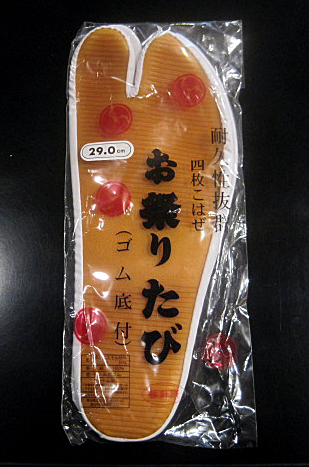 耐久性抜群
四枚こはぜ
29.0cm
お祭りたび
(ゴム底付)